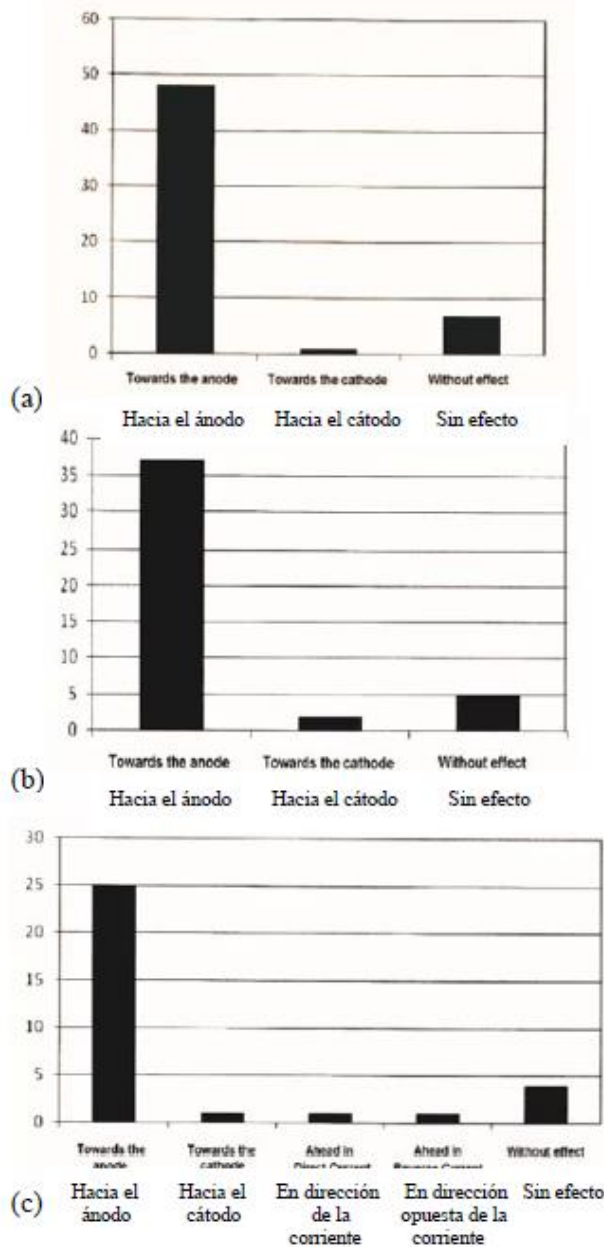 60
50
40
30
20
10
0
Towards the anode Towards the cathode Without effect
(a)
Hacia el ánodo Hacia el cátodo Sin efecto
40
35
30
25
20
15
10
5
0
Towards the anode Towards the cathode Without effect
(b)
Hacia el ánodo Hacia el cátodo Sin efecto
30
25
20
15
10
5
0
Towards the Towards the Ahead in Ahead in Without effect
anode cathode Direct Current Reverse Current
(c)
Hacia el Hacia el En dirección En dirección Sin efecto
ánodo cátodo de la opuesta de la
corriente corriente